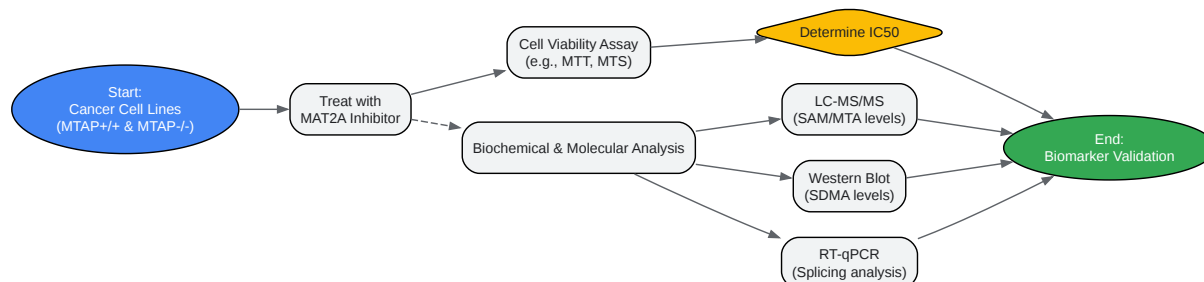 Start:
Cancer Cell Lines
(MTAP+/+ & MTAP-/-)
Treat with
MAT2A Inhibitor
Cell Viability Assay
(e.g., MTT, MTS)
Determine IC50
Biochemical & Molecular Analysis
LC-MS/MS
(SAM/MTA levels)
Western Blot
(SDMA levels)
RT-qPCR
(Splicing analysis)
End:
Biomarker Validation